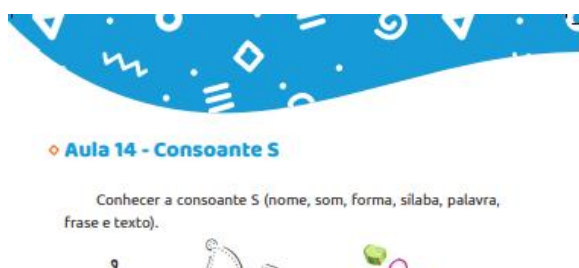 Aula 14 - Consoante S
Conhecer a consoante S (nome, som, forma, sílaba, palavra,
frase e texto).